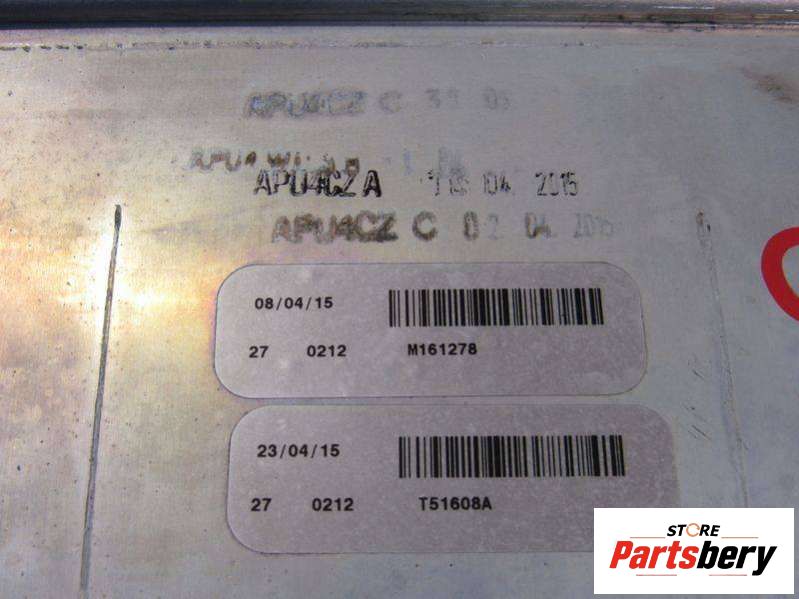 APU4CZ C
APU4CZ A 04. 2015
APU4CZ C 02 04. 2015
08/04/15
27 0212 M161278
23/04/15
27 0212 T51608A
STORE
Partsbery